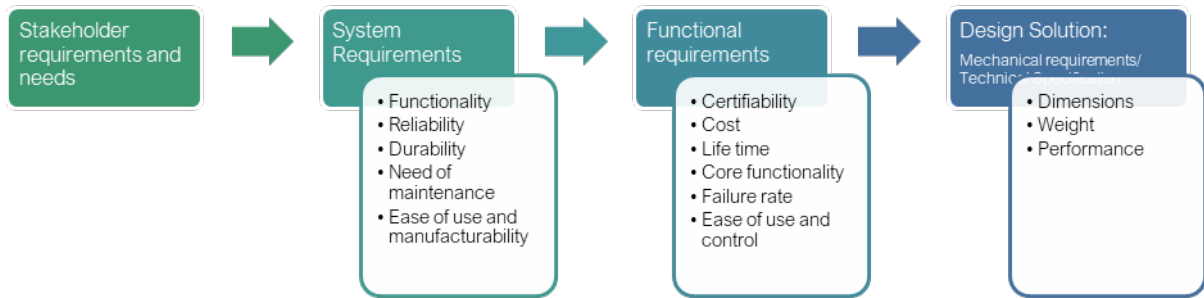 Stakeholder
requirements and
needs
System
Requirements
• Functionality
• Reliability
• Durability
• Need of
maintenance
• Ease of use and
manufacturability
Functional
requirements
• Certifiability
• Cost
• Life time
• Core functionality
• Failure rate
• Ease of use and
control
Design Solution:
Mechanical requirements/
Technical Specification
• Dimensions
• Weight
• Performance